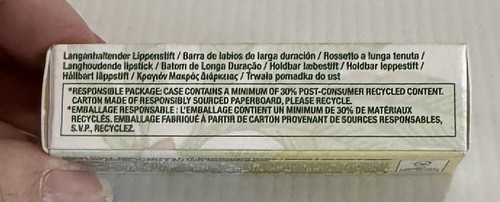 Langanhaltender Lippenstift / Barra de labios de larga duración / Rossetto a lunga tenuta /
Langhoudende lipstick / Batom de Longa Duração / Holdbar læbestift / Holdbar leppestift /
Hållbart läppstift / Κραγιόν Μακράς Διάρκειας / Trwała pomadka do ust
*RESPONSIBLE PACKAGE: CASE CONTAINS A MINIMUM OF 30% POST-CONSUMER RECYCLED CONTENT.
CARTON MADE OF RESPONSIBLY SOURCED PAPERBOARD, PLEASE RECYCLE.
*EMBALLAGE RESPONSABLE : L'EMBALLAGE CONTIENT UN MINIMUM DE 30% DE MATÉRIAUX
RECYCLÉS. EMBALLAGE FABRIQUÉ À PARTIR DE CARTON PROVENANT DE SOURCES RESPONSABLES,
S.V.P., RECYCLEZ.